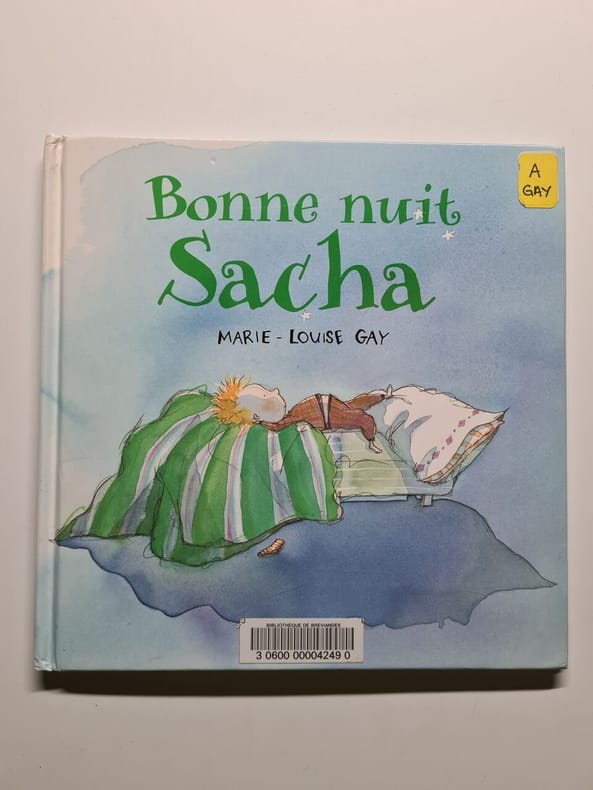 A
GAY
Bonne nuit
Sacha
MARIE-LOUISE GAY
BIBLIOTHEQUE DE BREVIANDES
3 0600 00004249 0